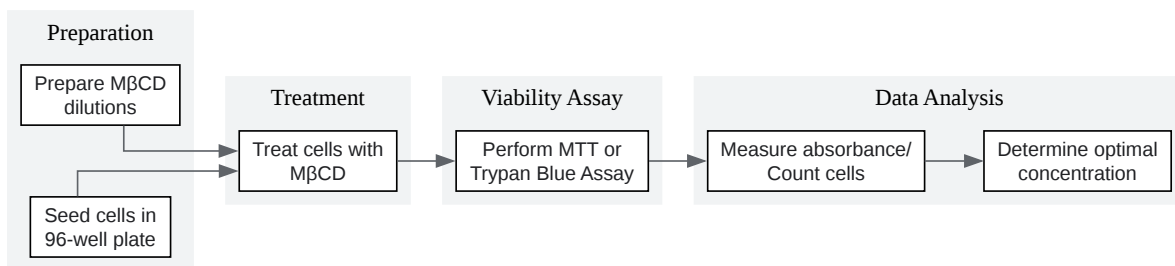 Preparation
Prepare MβCD
dilutions
Seed cells in
96-well plate
Treatment
Treat cells with
MβCD
Viability Assay
Perform MTT or
Trypan Blue Assay
Data Analysis
Measure absorbance/
Count cells
Determine optimal
concentration